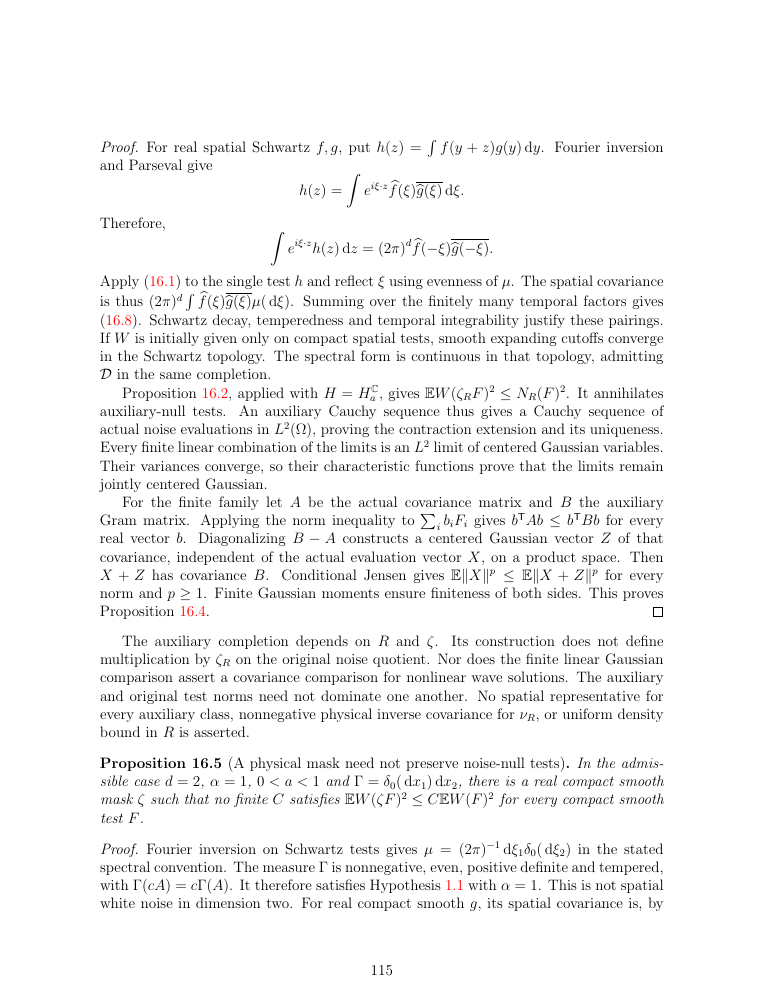 Proof. For real spatial Schwartz f, g, put h(z) = ∫ f(y + z)g(y) dy. Fourier inversion
and Parseval give
h(z) = ∫ e^{iξ·z} \widehat{f}(ξ)\overline{\widehat{g}(ξ)} dξ.
Therefore,
∫ e^{iξ·z}h(z) dz = (2π)^d \widehat{f}(−ξ)\overline{\widehat{g}(−ξ)}.
Apply (16.1) to the single test h and reflect ξ using evenness of μ. The spatial covariance
is thus (2π)^d ∫ \widehat{f}(ξ)\overline{\widehat{g}(ξ)}μ( dξ). Summing over the finitely many temporal factors gives
(16.8). Schwartz decay, temperedness and temporal integrability justify these pairings.
If W is initially given only on compact spatial tests, smooth expanding cutoffs converge
in the Schwartz topology. The spectral form is continuous in that topology, admitting
𝒟 in the same completion.
Proposition 16.2, applied with H = H_a^ℂ, gives 𝔼W(ζ_R F)^2 ≤ N_R(F)^2. It annihilates
auxiliary-null tests. An auxiliary Cauchy sequence thus gives a Cauchy sequence of
actual noise evaluations in L^2(Ω), proving the contraction extension and its uniqueness.
Every finite linear combination of the limits is an L^2 limit of centered Gaussian variables.
Their variances converge, so their characteristic functions prove that the limits remain
jointly centered Gaussian.
For the finite family let A be the actual covariance matrix and B the auxiliary
Gram matrix. Applying the norm inequality to ∑_i b_i F_i gives b^⊤Ab ≤ b^⊤Bb for every
real vector b. Diagonalizing B − A constructs a centered Gaussian vector Z of that
covariance, independent of the actual evaluation vector X, on a product space. Then
X + Z has covariance B. Conditional Jensen gives 𝔼‖X‖^p ≤ 𝔼‖X + Z‖^p for every
norm and p ≥ 1. Finite Gaussian moments ensure finiteness of both sides. This proves
Proposition 16.4. □
The auxiliary completion depends on R and ζ. Its construction does not define
multiplication by ζ_R on the original noise quotient. Nor does the finite linear Gaussian
comparison assert a covariance comparison for nonlinear wave solutions. The auxiliary
and original test norms need not dominate one another. No spatial representative for
every auxiliary class, nonnegative physical inverse covariance for ν_R, or uniform density
bound in R is asserted.
Proposition 16.5 (A physical mask need not preserve noise-null tests). In the admis-
sible case d = 2, α = 1, 0 < a < 1 and Γ = δ_0( dx_1) dx_2, there is a real compact smooth
mask ζ such that no finite C satisfies 𝔼W(ζF)^2 ≤ C𝔼W(F)^2 for every compact smooth
test F.
Proof. Fourier inversion on Schwartz tests gives μ = (2π)^{−1} dξ_1δ_0( dξ_2) in the stated
spectral convention. The measure Γ is nonnegative, even, positive definite and tempered,
with Γ(cA) = cΓ(A). It therefore satisfies Hypothesis 1.1 with α = 1. This is not spatial
white noise in dimension two. For real compact smooth g, its spatial covariance is, by
115